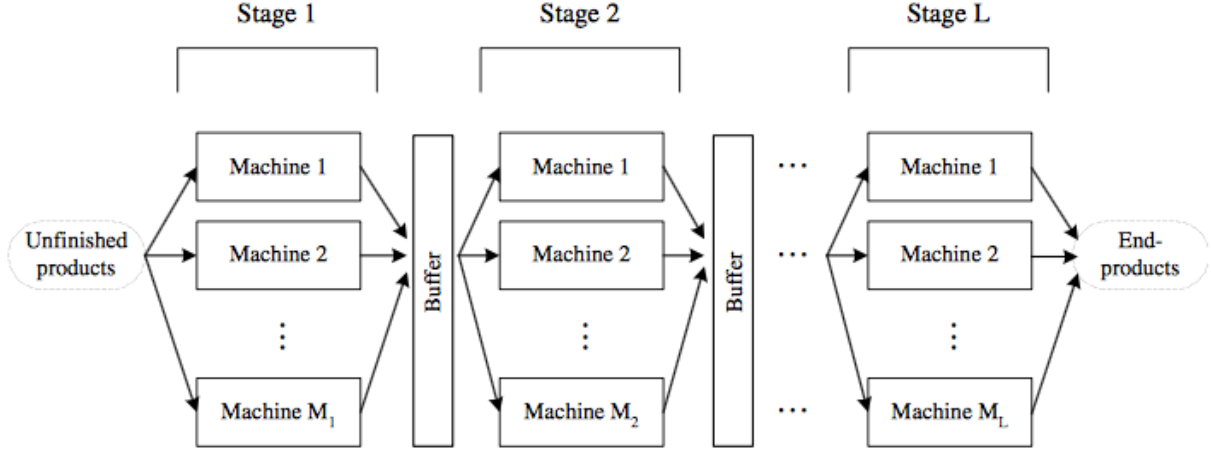 Stage 1
Stage 2
Stage L
Machine 1
Machine 1
...
Machine 1
Unfinished
products
Machine 2
Buffer
Machine 2
Buffer
...
Machine 2
End-
products
Machine M1
Machine M2
...
Machine ML